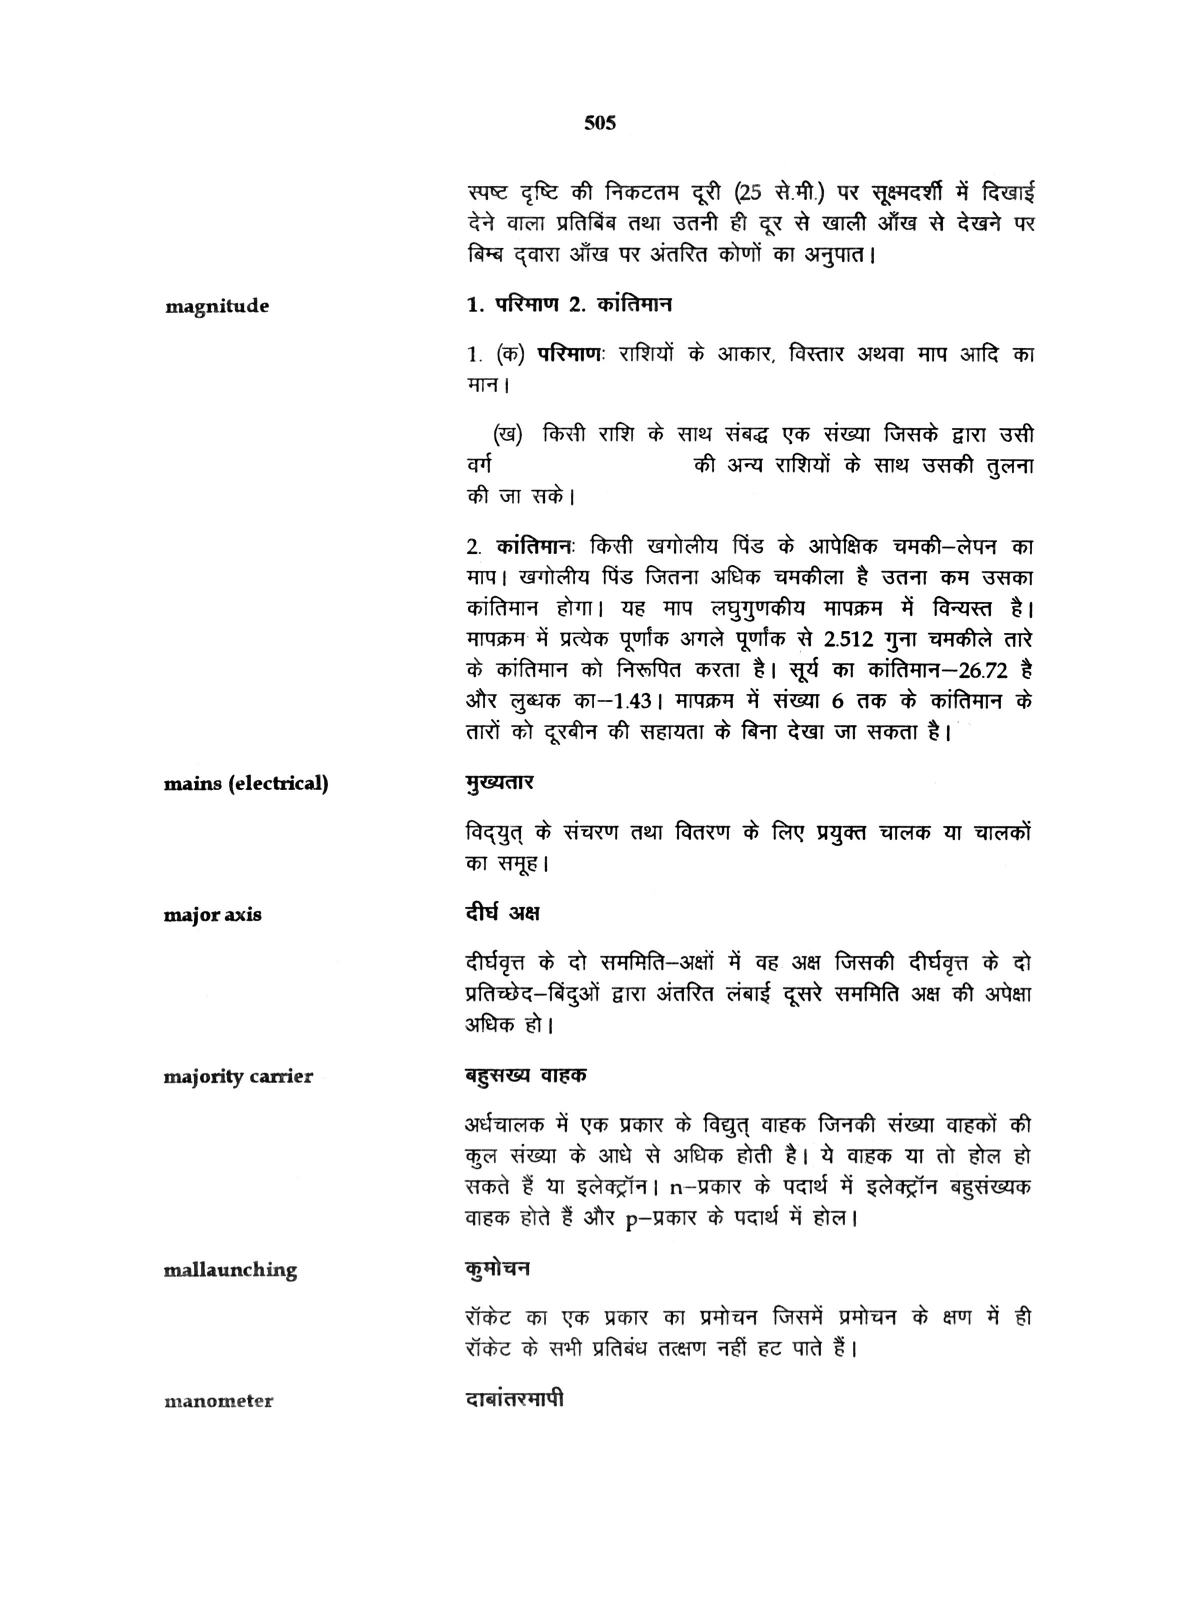 505
स्पष्ट दृष्टि की निकटतम दूरी (25 से.मी.) पर सूक्ष्मदर्शी में दिखाई
देने वाला प्रतिबिंब तथा उतनी ही दूर से खाली आँख से देखने पर
बिम्ब द्वारा आँख पर अंतरित कोणों का अनुपात।
magnitude 1. परिमाण 2. कांतिमान
1. (क) परिमाणः राशियों के आकार, विस्तार अथवा माप आदि का
मान।
(ख) किसी राशि के साथ संबद्ध एक संख्या जिसके द्वारा उसी
वर्ग की अन्य राशियों के साथ उसकी तुलना
की जा सके।
2. कांतिमानः किसी खगोलीय पिंड के आपेक्षिक चमकी–लेपन का
माप। खगोलीय पिंड जितना अधिक चमकीला है उतना कम उसका
कांतिमान होगा। यह माप लघुगुणकीय मापक्रम में विन्यस्त है।
मापक्रम में प्रत्येक पूर्णांक अगले पूर्णांक से 2.512 गुना चमकीले तारे
के कांतिमान को निरूपित करता है। सूर्य का कांतिमान–26.72 है
और लुब्धक का–1.43। मापक्रम में संख्या 6 तक के कांतिमान के
तारों को दूरबीन की सहायता के बिना देखा जा सकता है।
mains (electrical) मुख्यतार
विद्युत् के संचरण तथा वितरण के लिए प्रयुक्त चालक या चालकों
का समूह।
major axis दीर्घ अक्ष
दीर्घवृत्त के दो सममिति–अक्षों में वह अक्ष जिसकी दीर्घवृत्त के दो
प्रतिच्छेद–बिंदुओं द्वारा अंतरित लंबाई दूसरे सममिति अक्ष की अपेक्षा
अधिक हो।
majority carrier बहुसख्य वाहक
अर्धचालक में एक प्रकार के विद्युत् वाहक जिनकी संख्या वाहकों की
कुल संख्या के आधे से अधिक होती है। ये वाहक या तो होल हो
सकते हैं या इलेक्ट्रॉन। n–प्रकार के पदार्थ में इलेक्ट्रॉन बहुसंख्यक
वाहक होते हैं और p–प्रकार के पदार्थ में होल।
mallaunching कुमोचन
रॉकेट का एक प्रकार का प्रमोचन जिसमें प्रमोचन के क्षण में ही
रॉकेट के सभी प्रतिबंध तत्क्षण नहीं हट पाते हैं।
manometer दाबांतरमापी